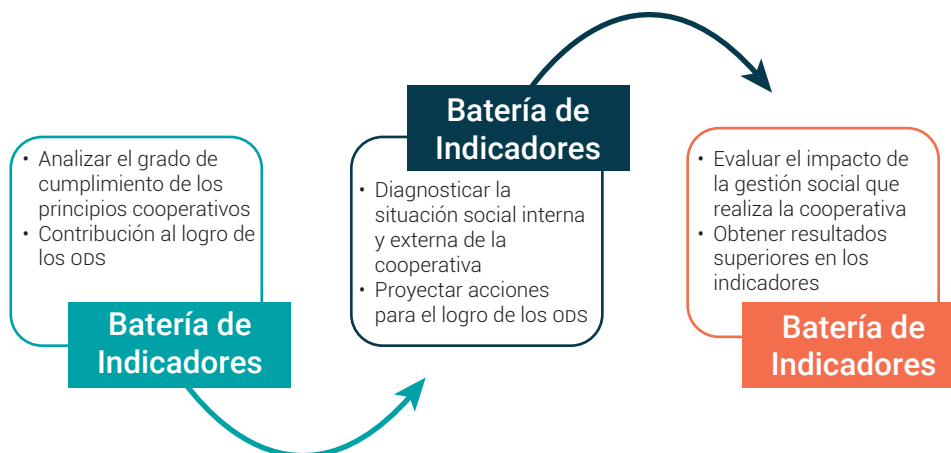 • Analizar el grado de
cumplimiento de los
principios cooperativos
• Contribución al logro de
los ODS
Batería de
Indicadores
Batería de
Indicadores
• Diagnosticar la
situación social interna
y externa de la
cooperativa
• Proyectar acciones
para el logro de los ODS
• Evaluar el impacto de
la gestión social que
realiza la cooperativa
• Obtener resultados
superiores en los
indicadores
Batería de
Indicadores